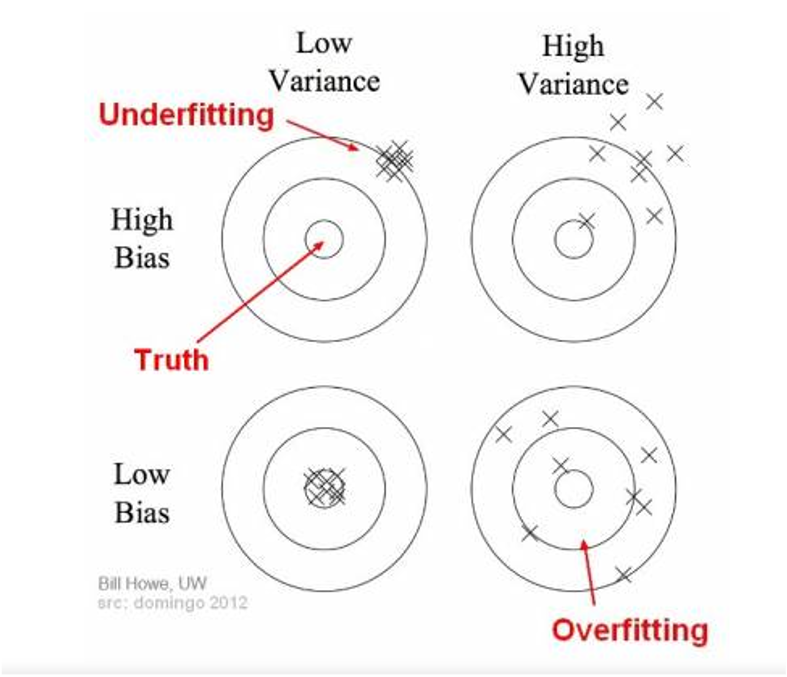 Low
Variance
High
Variance
Underfitting
High
Bias
Truth
Low
Bias
Bill Howe, UW
src: domingo 2012
Overfitting